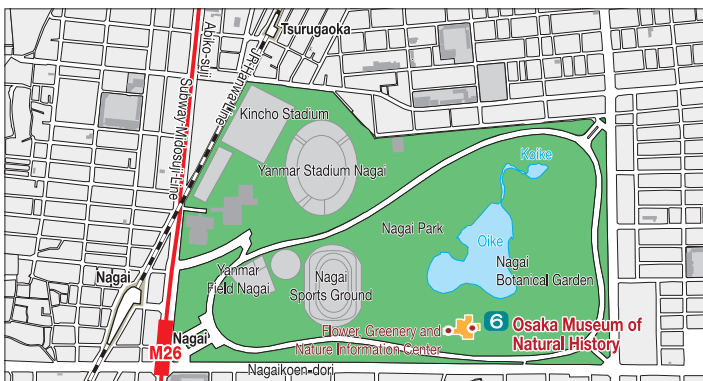 Tsurugaoka
Abiko-suji
JR-Hanwa-Line
Subway-Midosuji-Line
Kincho Stadium
Yanmar Stadium Nagai
Koike
Nagai Park
Oike
Nagai
Botanical Garden
Nagai
Yanmar
Field Nagai
Nagai
Sports Ground
Nagai
M26
Flower, Greenery and
Nature Information Center
6 Osaka Museum of
Natural History
Nagaikoen-dori